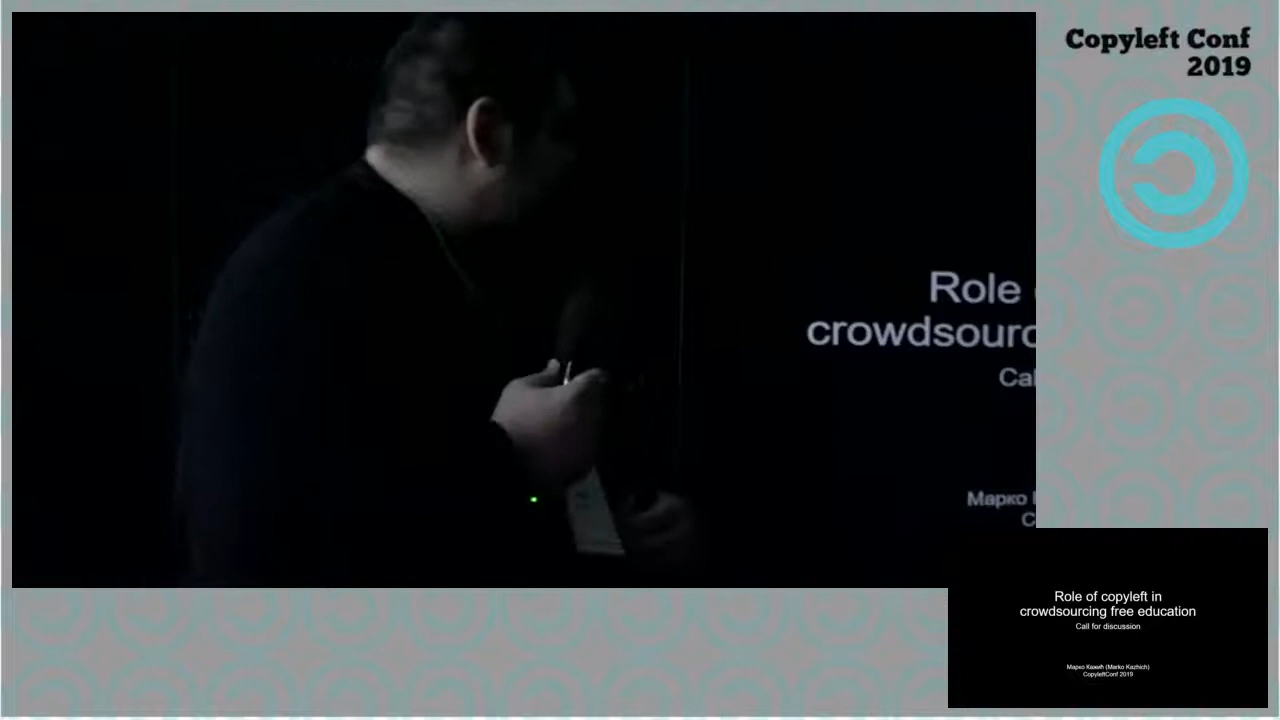 Copyleft Conf
2019
Role
crowdsourc
Cal
Марко
C
Role of copyleft in
crowdsourcing free education
Call for discussion
Марко Кажић (Marko Kazhich)
CopyleftConf 2019